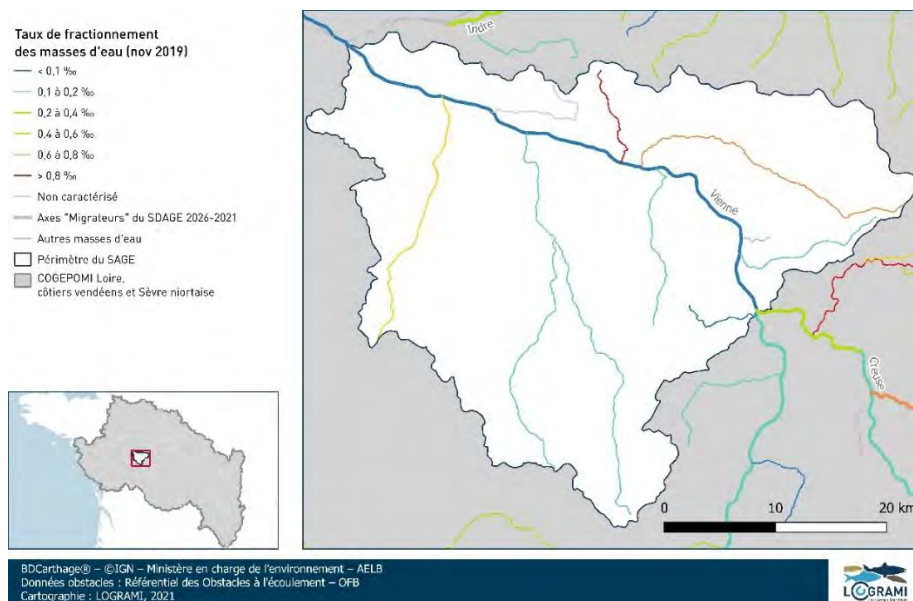 Taux de fractionnement
des masses d'eau (nov 2019)
< 0,1 ‰
0,1 à 0,2 ‰
0,2 à 0,4 ‰
0,4 à 0,6 ‰
0,6 à 0,8 ‰
> 0,8 ‰
Non caractérisé
Axes "Migrateurs" du SDAGE 2026-2021
Autres masses d'eau
Périmètre du SAGE
COGEPOMI Loire,
côtiers vendéens et Sèvre niortaise
Indre
Vienne
Creuse
0 10 20 km
BDCarthage® – ©IGN – Ministère en charge de l'environnement – AELB
Données obstacles : Référentiel des Obstacles à l'écoulement – OFB
Cartographie : LOGRAMI, 2021
LOGRAMI